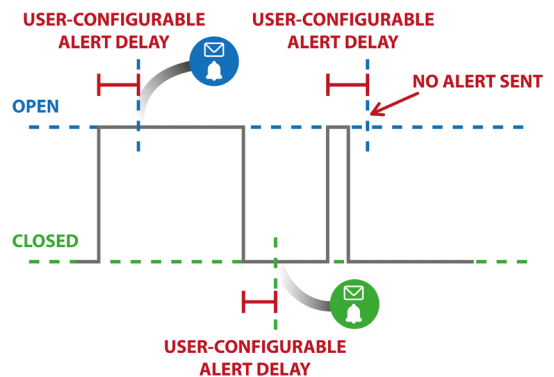 USER-CONFIGURABLE
ALERT DELAY
USER-CONFIGURABLE
ALERT DELAY
NO ALERT SENT
OPEN
CLOSED
USER-CONFIGURABLE
ALERT DELAY